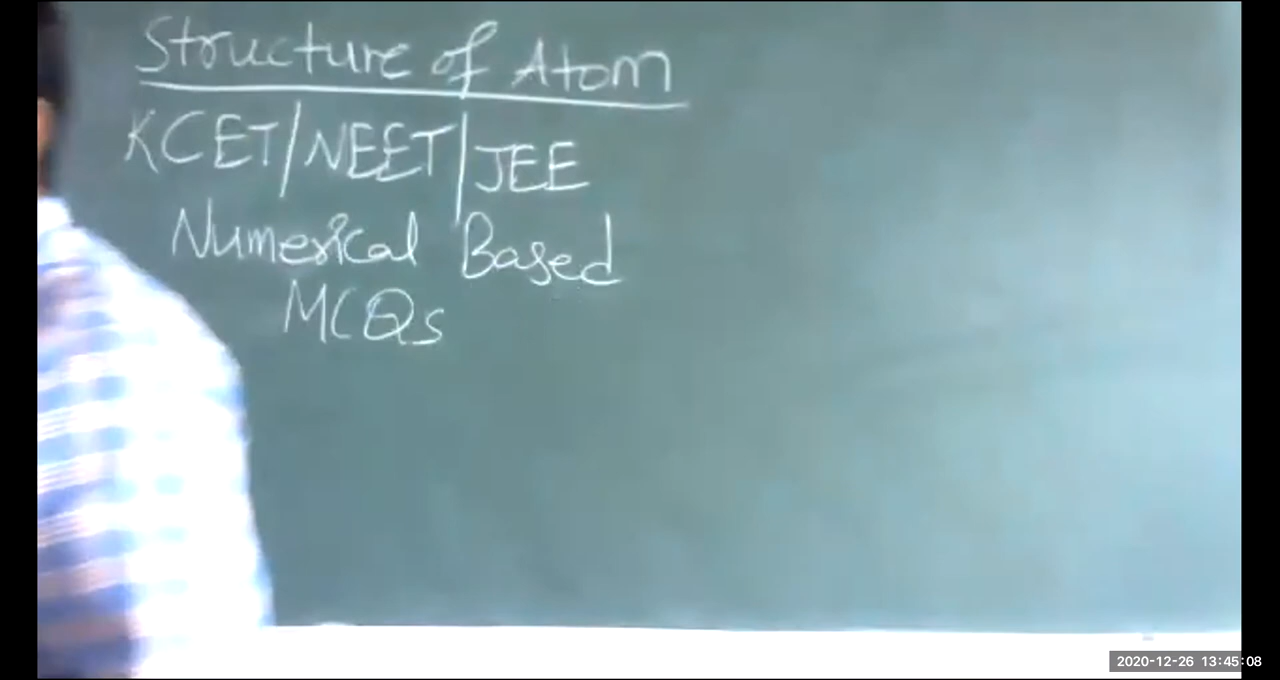 Structure of Atom
KCET/NEET/JEE
Numerical Based
MCQs
2020-12-26 13:45:08